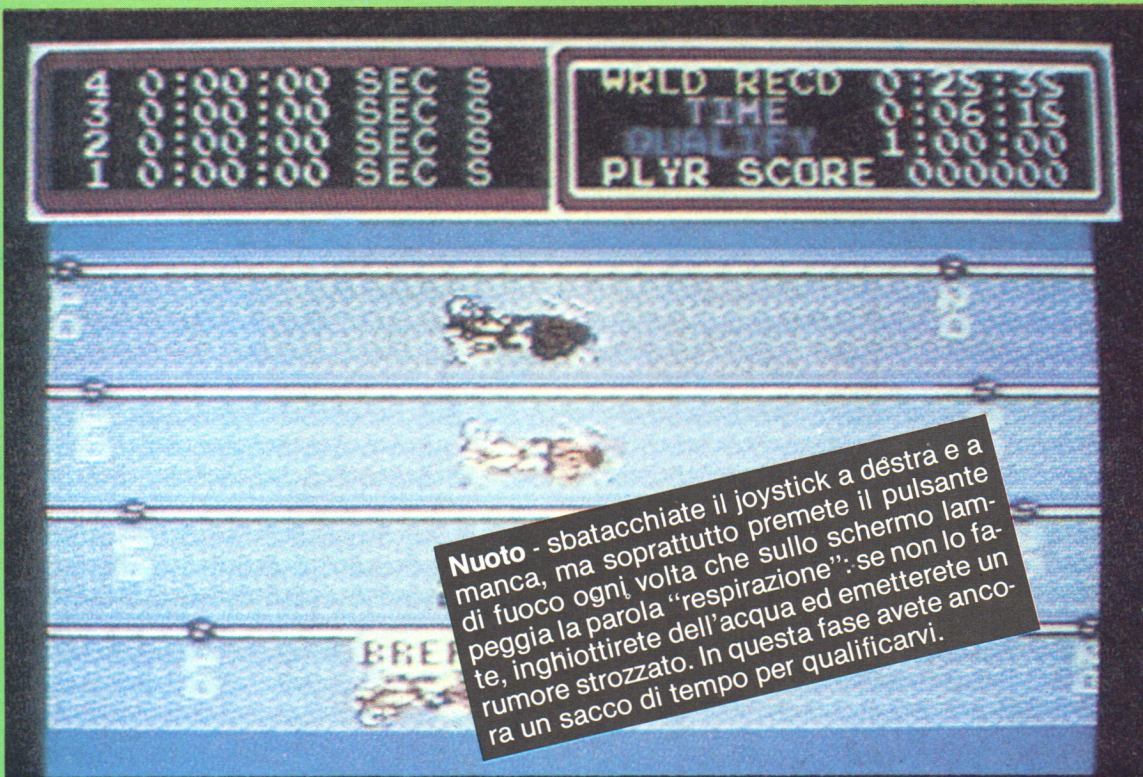 4 0:00:00 SEC S
3 0:00:00 SEC S
2 0:00:00 SEC S
1 0:00:00 SEC S
WRLD RECD 0:25:35
TIME 0:06:15
QUALIFY 1:00:00
PLYR SCORE 000000
Nuoto - sbatacchiate il joystick a destra e a
manca, ma soprattutto premete il pulsante
di fuoco ogni volta che sullo schermo lam-
peggia la parola “respirazione”: se non lo fa-
te, inghiottirete dell'acqua ed emetterete un
rumore strozzato. In questa fase avete anco-
ra un sacco di tempo per qualificarvi.